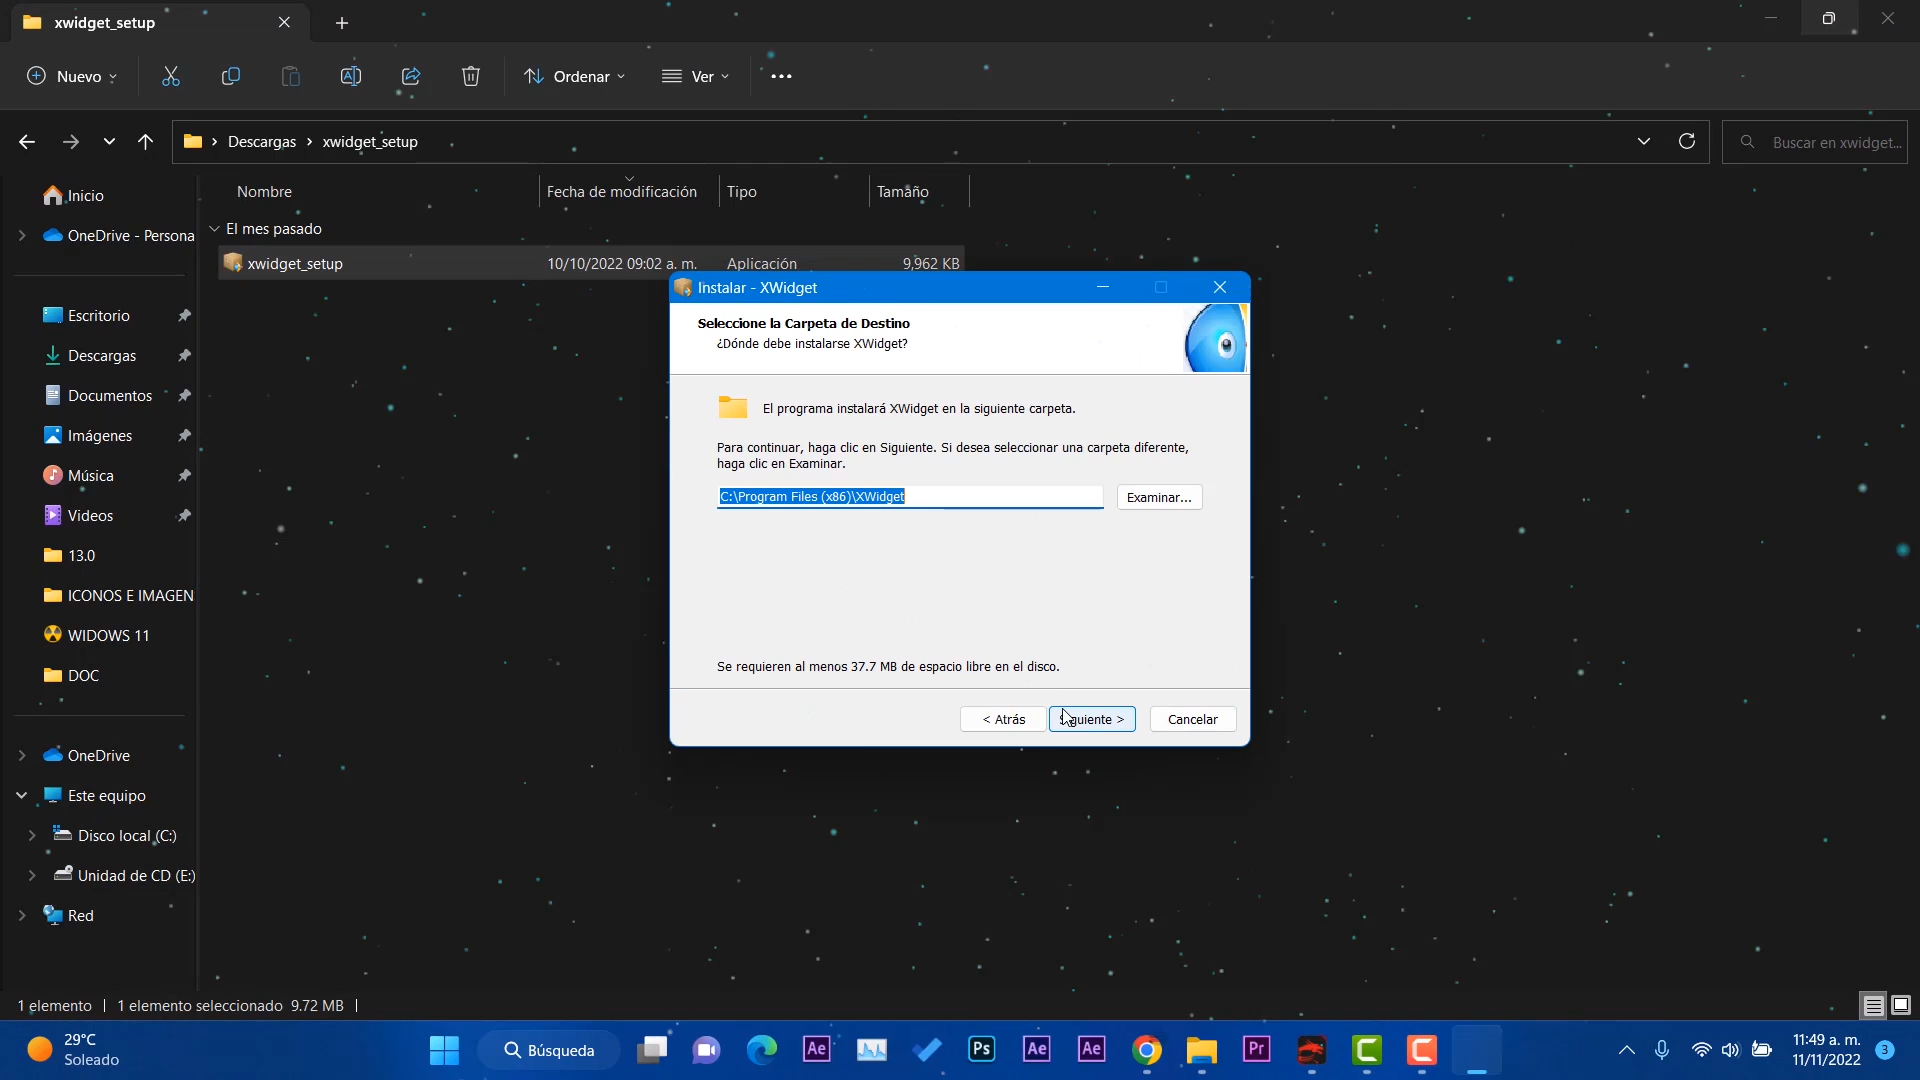 xwidget_setup
Nuevo
Ordenar
Ver
Descargas
xwidget_setup
Buscar en xwidget...
Inicio
OneDrive - Persona
Escritorio
Descargas
Documentos
Imágenes
Música
Videos
13.0
ICONOS E IMAGEN
WIDOWS 11
DOC
OneDrive
Este equipo
Disco local (C:)
Unidad de CD (E:)
Red
Nombre
Fecha de modificación
Tipo
Tamaño
El mes pasado
xwidget_setup
10/10/2022 09:02 a. m.
Aplicación
9,962 KB
Instalar - XWidget
Seleccione la Carpeta de Destino
¿Dónde debe instalarse XWidget?
El programa instalará XWidget en la siguiente carpeta.
Para continuar, haga clic en Siguiente. Si desea seleccionar una carpeta diferente,
haga clic en Examinar.
C:\Program Files (x86)\XWidget
Examinar...
Se requieren al menos 37.7 MB de espacio libre en el disco.
< Atrás
Siguiente >
Cancelar
1 elemento
1 elemento seleccionado 9.72 MB
29°C
Soleado
Búsqueda
Ae
Ps
Ae
Ae
Pr
11:49 a. m.
11/11/2022
3